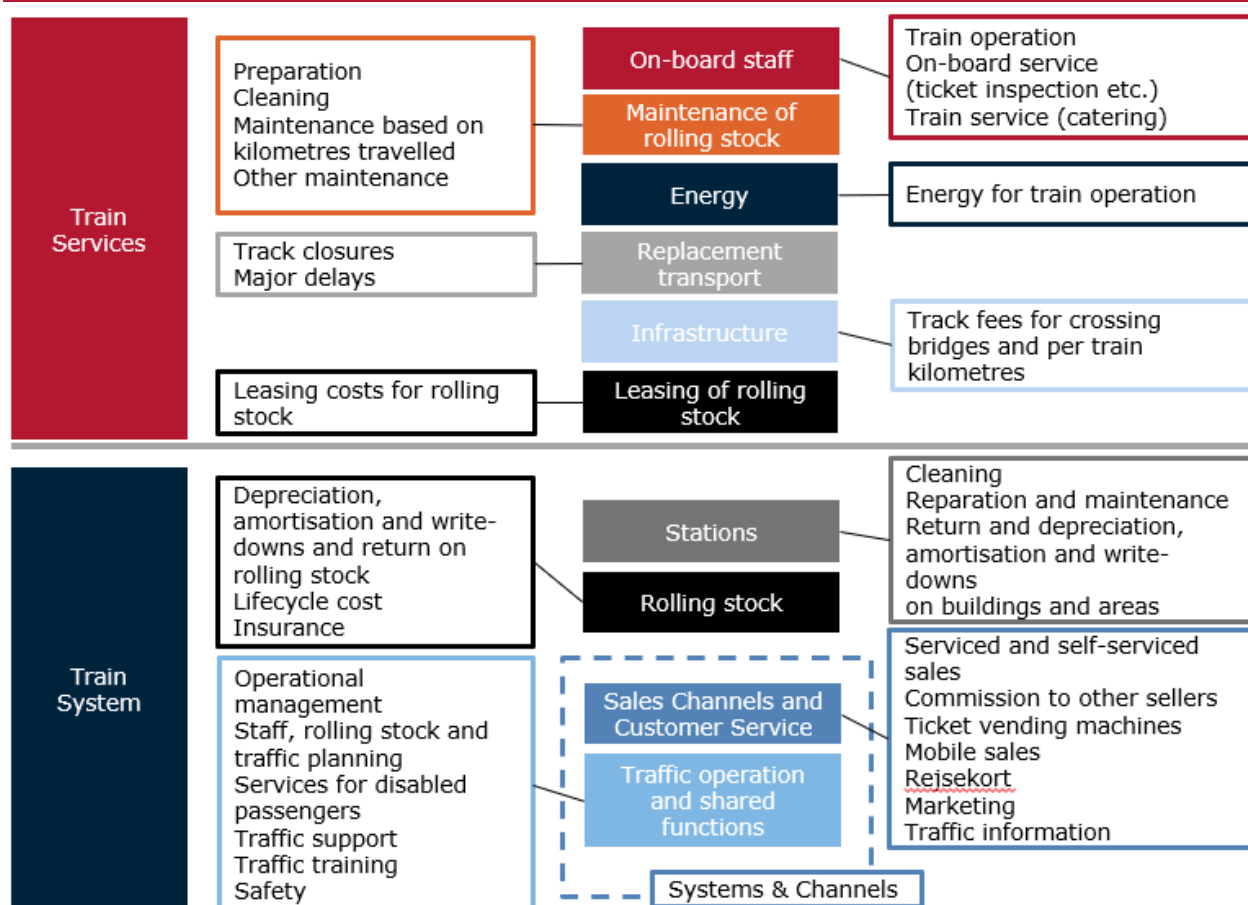 Train
Services
Preparation
Cleaning
Maintenance based on
kilometres travelled
Other maintenance
On-board staff
Train operation
On-board service
(ticket inspection etc.)
Train service (catering)
Maintenance of
rolling stock
Energy
Energy for train operation
Track closures
Major delays
Replacement
transport
Infrastructure
Track fees for crossing
bridges and per train
kilometres
Leasing costs for rolling
stock
Leasing of rolling
stock
Train
System
Depreciation,
amortisation and write-
downs and return on
rolling stock
Lifecycle cost
Insurance
Stations
Cleaning
Reparation and maintenance
Return and depreciation,
amortisation and write-
downs
on buildings and areas
Rolling stock
Operational
management
Staff, rolling stock and
traffic planning
Services for disabled
passengers
Traffic support
Traffic training
Safety
Sales Channels and
Customer Service
Serviced and self-serviced
sales
Commission to other sellers
Ticket vending machines
Mobile sales
Rejsekort
Marketing
Traffic information
Traffic operation
and shared
functions
Systems & Channels